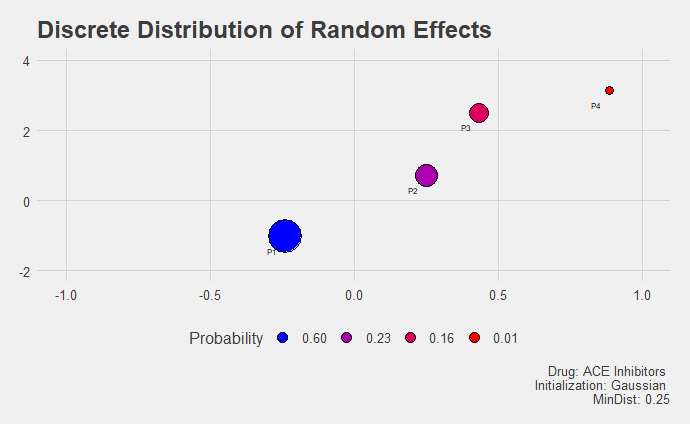 Discrete Distribution of Random Effects
4
P4
P3
2
P2
0
P1
-2
-1.0 -0.5 0.0 0.5 1.0
Probability 0.60 0.23 0.16 0.01
Drug: ACE Inhibitors
Initialization: Gaussian
MinDist: 0.25